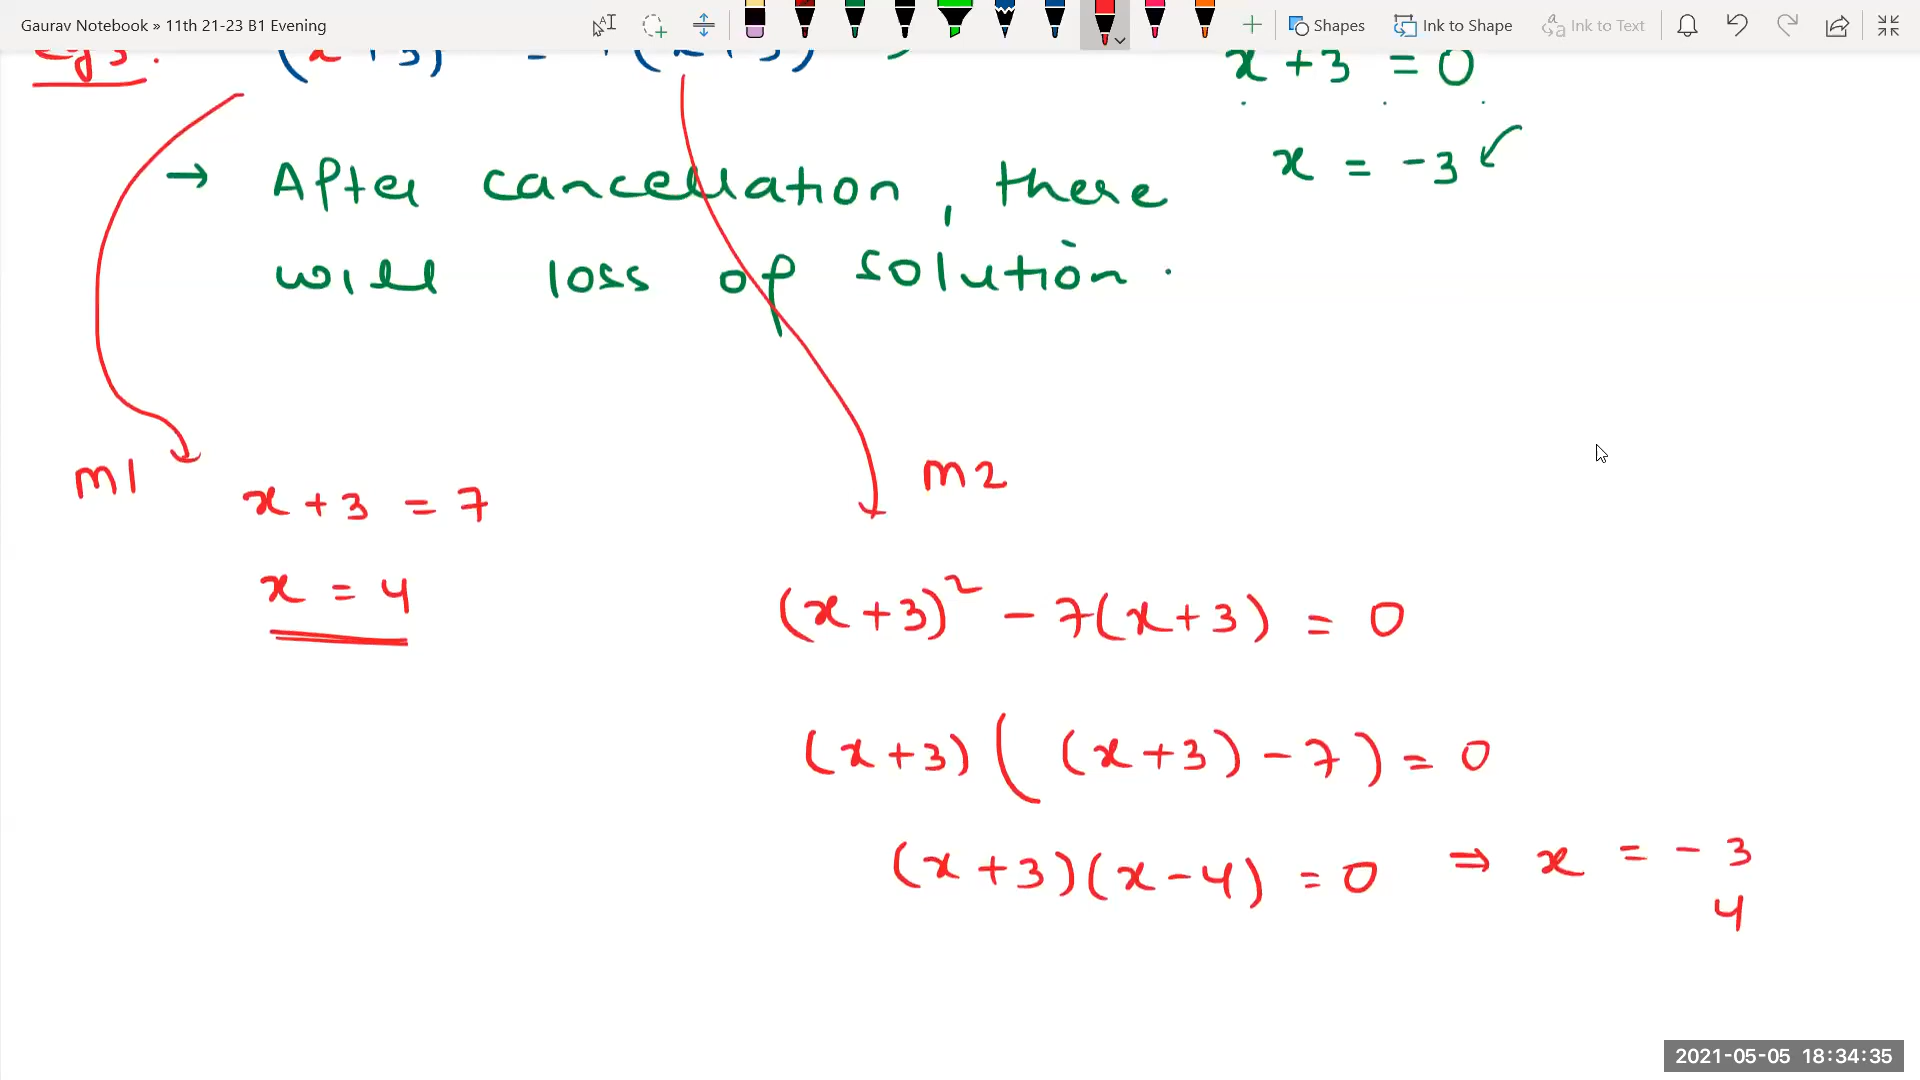 Gaurav Notebook » 11th 21-23 B1 Evening
Shapes
Ink to Shape
Ink to Text
x + 3 = 0
x = -3
→ After cancellation, there
will loss of solution.
m1
x + 3 = 7
x = 4
m2
(x+3)² - 7(x+3) = 0
(x+3)((x+3) - 7) = 0
(x+3)(x-4) = 0 ⇒ x = -3
4
2021-05-05 18:34:35